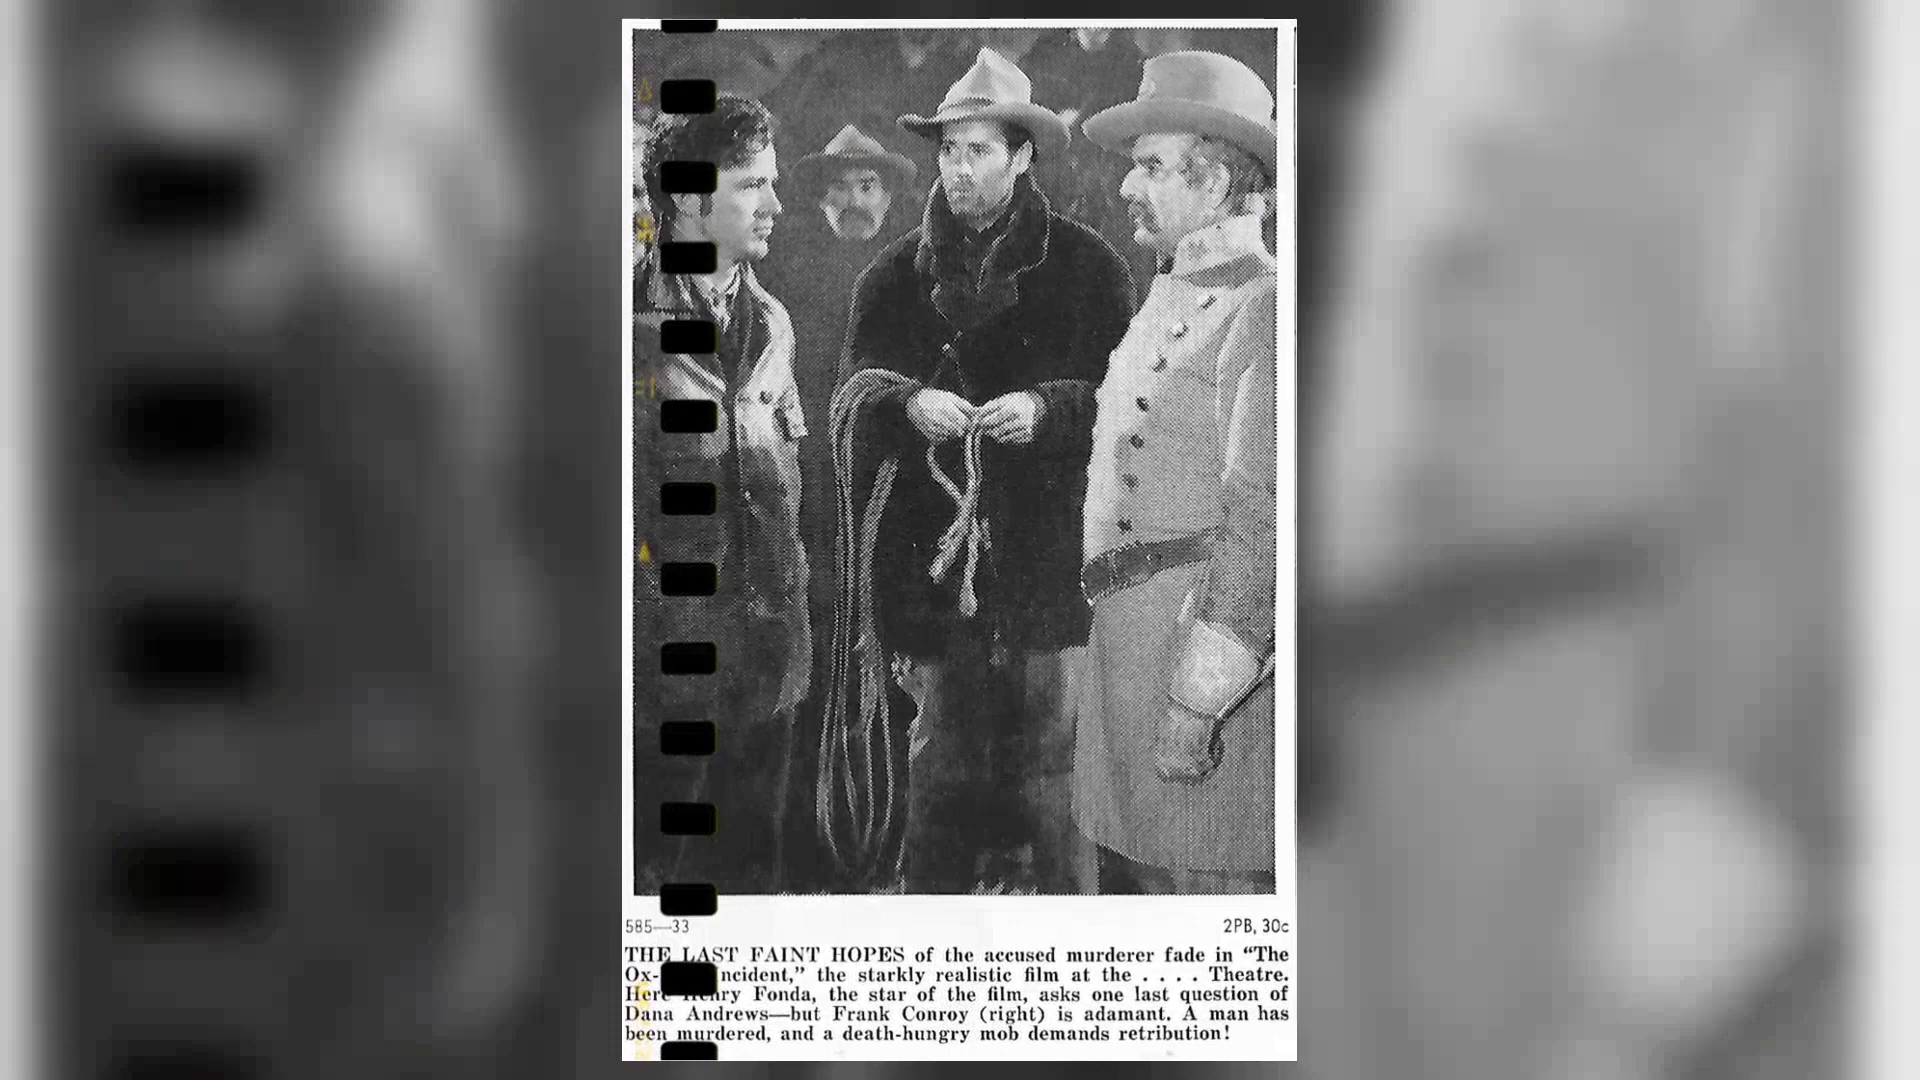 585—33 2PB, 30c
THE LAST FAINT HOPES of the accused murderer fade in “The
Ox- ncident,” the starkly realistic film at the . . . . Theatre.
Here Henry Fonda, the star of the film, asks one last question of
Dana Andrews—but Frank Conroy (right) is adamant. A man has
been murdered, and a death-hungry mob demands retribution!